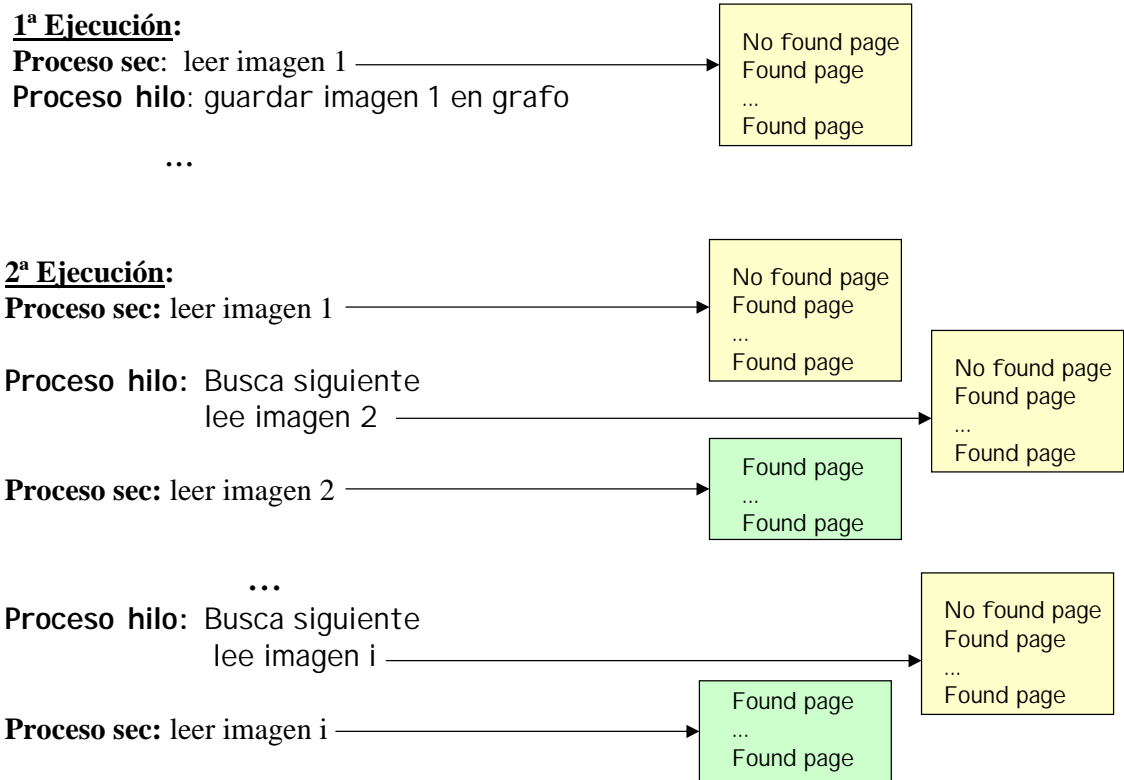 1ª Ejecución:
Proceso sec: leer imagen 1
Proceso hilo: guardar imagen 1 en grafo
...
No found page
Found page
...
Found page
2ª Ejecución:
Proceso sec: leer imagen 1
No found page
Found page
...
Found page
Proceso hilo: Busca siguiente
lee imagen 2
No found page
Found page
...
Found page
Proceso sec: leer imagen 2
Found page
...
Found page
...
Proceso hilo: Busca siguiente
lee imagen i
No found page
Found page
...
Found page
Proceso sec: leer imagen i
Found page
...
Found page